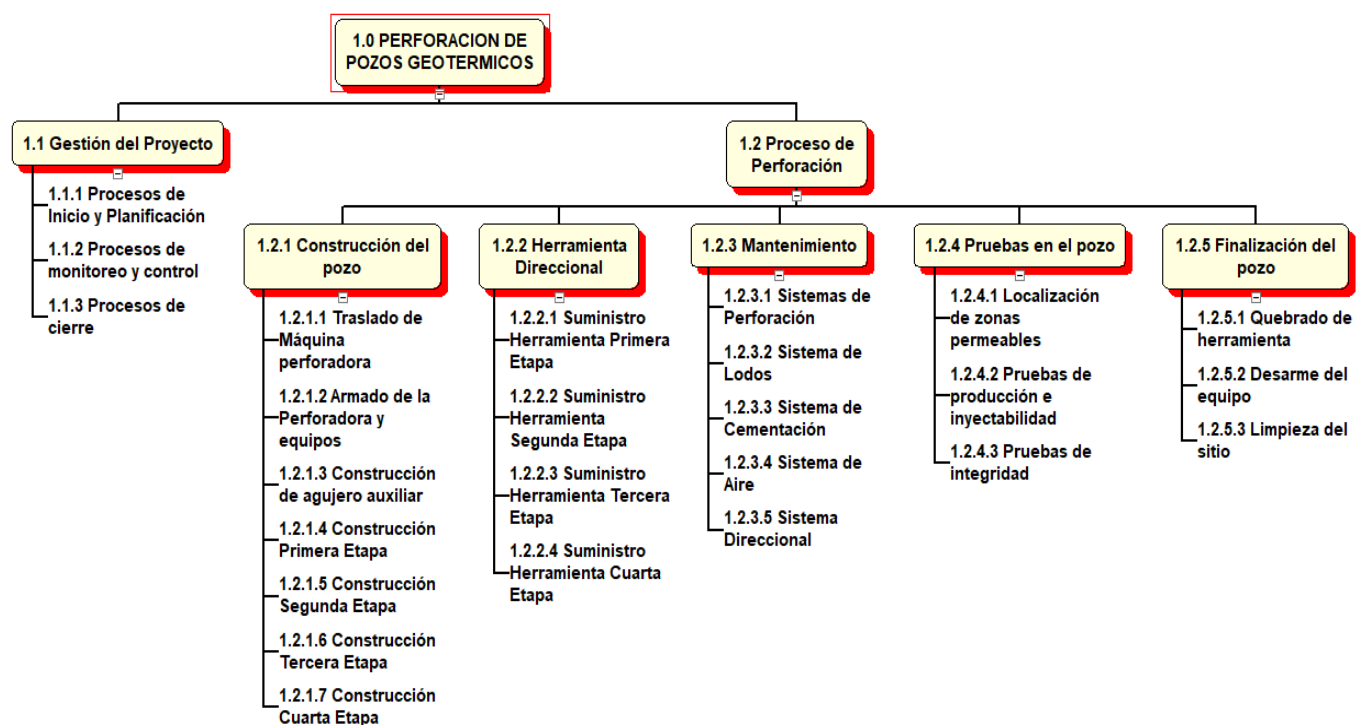 1.0 PERFORACION DE
POZOS GEOTERMICOS
1.1 Gestión del Proyecto
1.1.1 Procesos de
Inicio y Planificación
1.1.2 Procesos de
monitoreo y control
1.1.3 Procesos de
cierre
1.2 Proceso de
Perforación
1.2.1 Construcción del
pozo
1.2.1.1 Traslado de
Máquina
perforadora
1.2.1.2 Armado de la
Perforadora y
equipos
1.2.1.3 Construcción
de agujero auxiliar
1.2.1.4 Construcción
Primera Etapa
1.2.1.5 Construcción
Segunda Etapa
1.2.1.6 Construcción
Tercera Etapa
1.2.1.7 Construcción
Cuarta Etapa
1.2.2 Herramienta
Direccional
1.2.2.1 Suministro
Herramienta Primera
Etapa
1.2.2.2 Suministro
Herramienta
Segunda Etapa
1.2.2.3 Suministro
Herramienta Tercera
Etapa
1.2.2.4 Suministro
Herramienta Cuarta
Etapa
1.2.3 Mantenimiento
1.2.3.1 Sistemas de
Perforación
1.2.3.2 Sistema de
Lodos
1.2.3.3 Sistema de
Cementación
1.2.3.4 Sistema de
Aire
1.2.3.5 Sistema
Direccional
1.2.4 Pruebas en el pozo
1.2.4.1 Localización
de zonas
permeables
1.2.4.2 Pruebas de
producción e
inyectabilidad
1.2.4.3 Pruebas de
integridad
1.2.5 Finalización del
pozo
1.2.5.1 Quebrado de
herramienta
1.2.5.2 Desarme del
equipo
1.2.5.3 Limpieza del
sitio